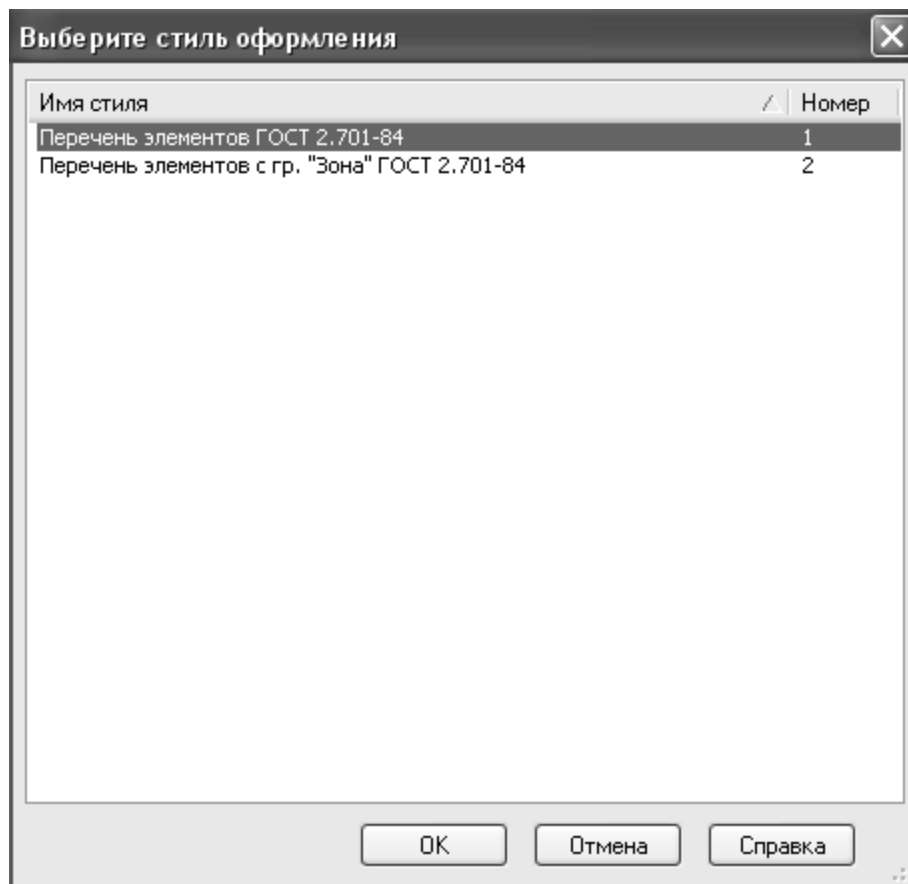 Выберите стиль оформления
Имя стиля Номер
Перечень элементов ГОСТ 2.701-84 1
Перечень элементов с гр. "Зона" ГОСТ 2.701-84 2
OK Отмена Справка